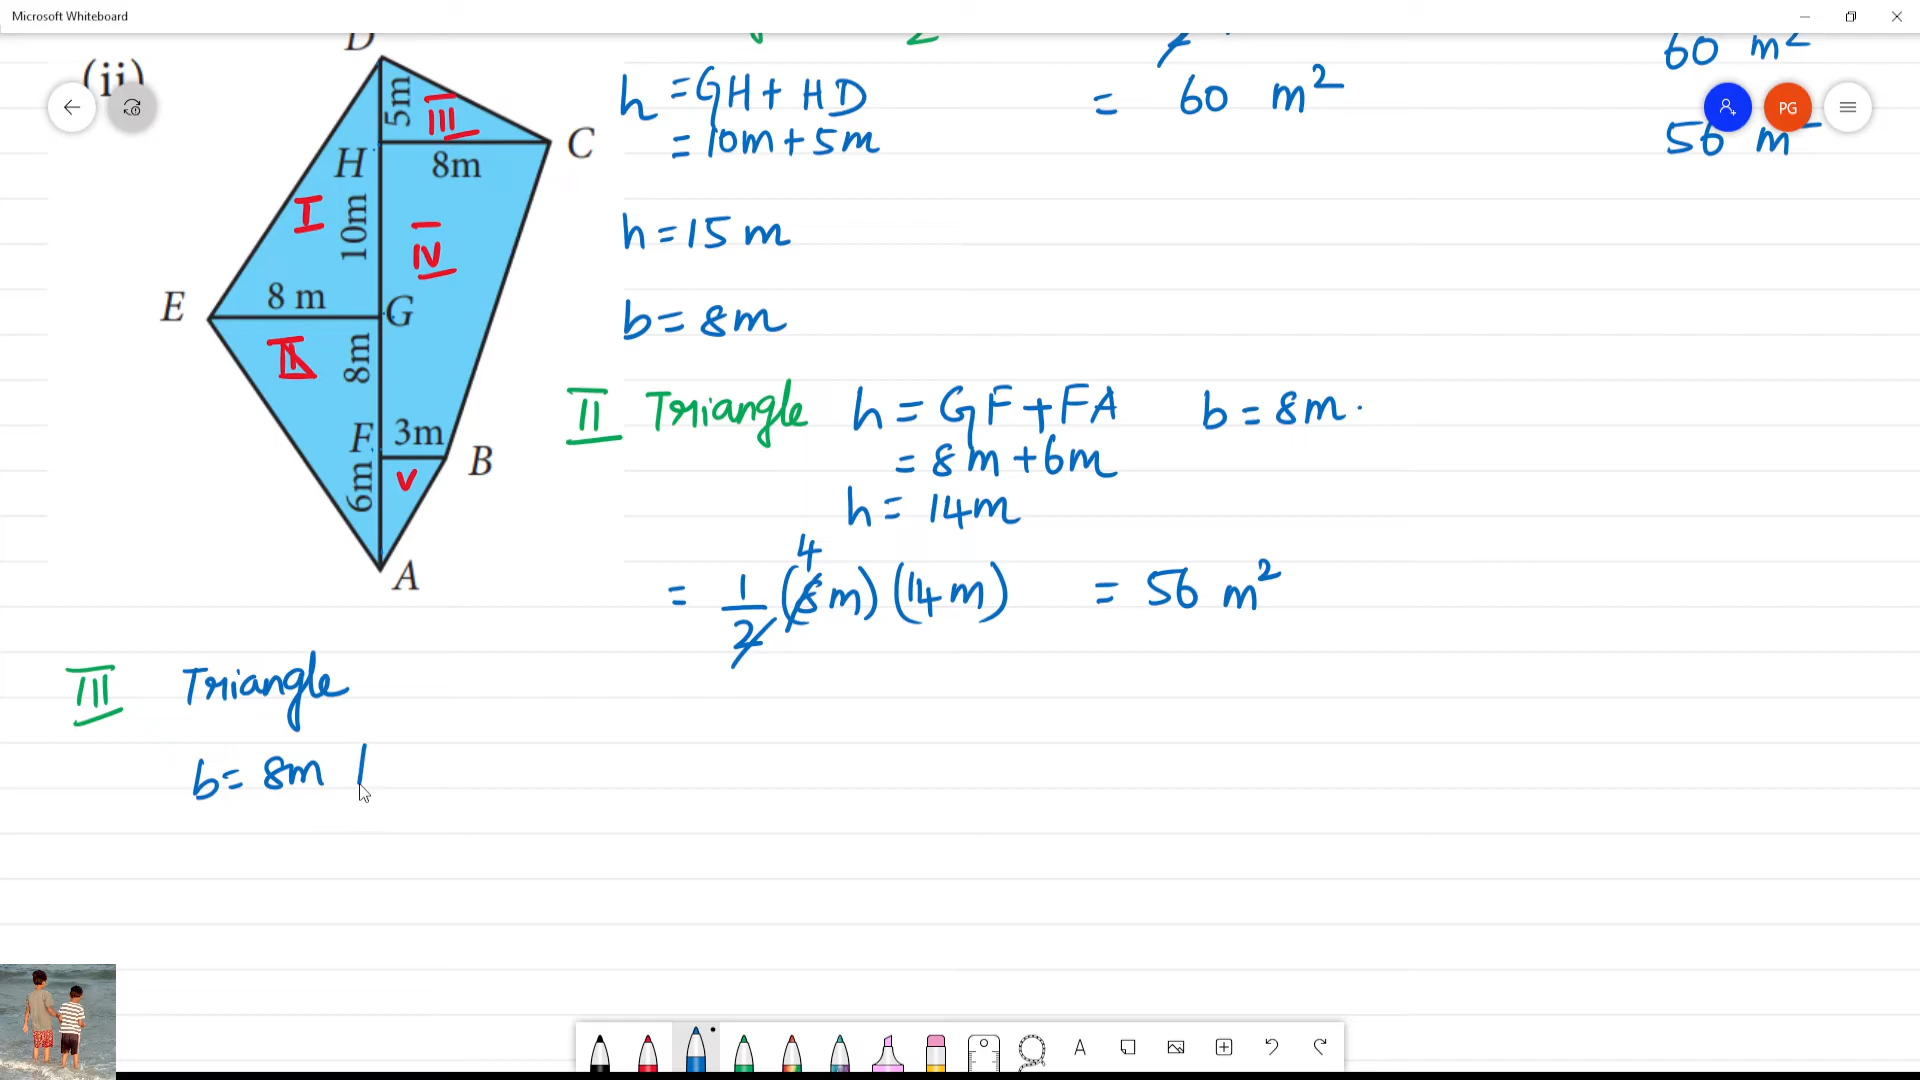 Microsoft Whiteboard
(ii)
D
5m
III
C
H
8m
I
10m
IV
E
8 m
G
II
8m
F
3m
B
6m
V
A
h = GH + HD
= 10m + 5m
= 60 m²
60 m²
56 m²
PG
h = 15 m
b = 8m
II Triangle h = GF + FA b = 8m.
= 8m + 6m
h = 14m
4
= 1/2 (8m) (14m) = 56 m²
III Triangle
b = 8m
A